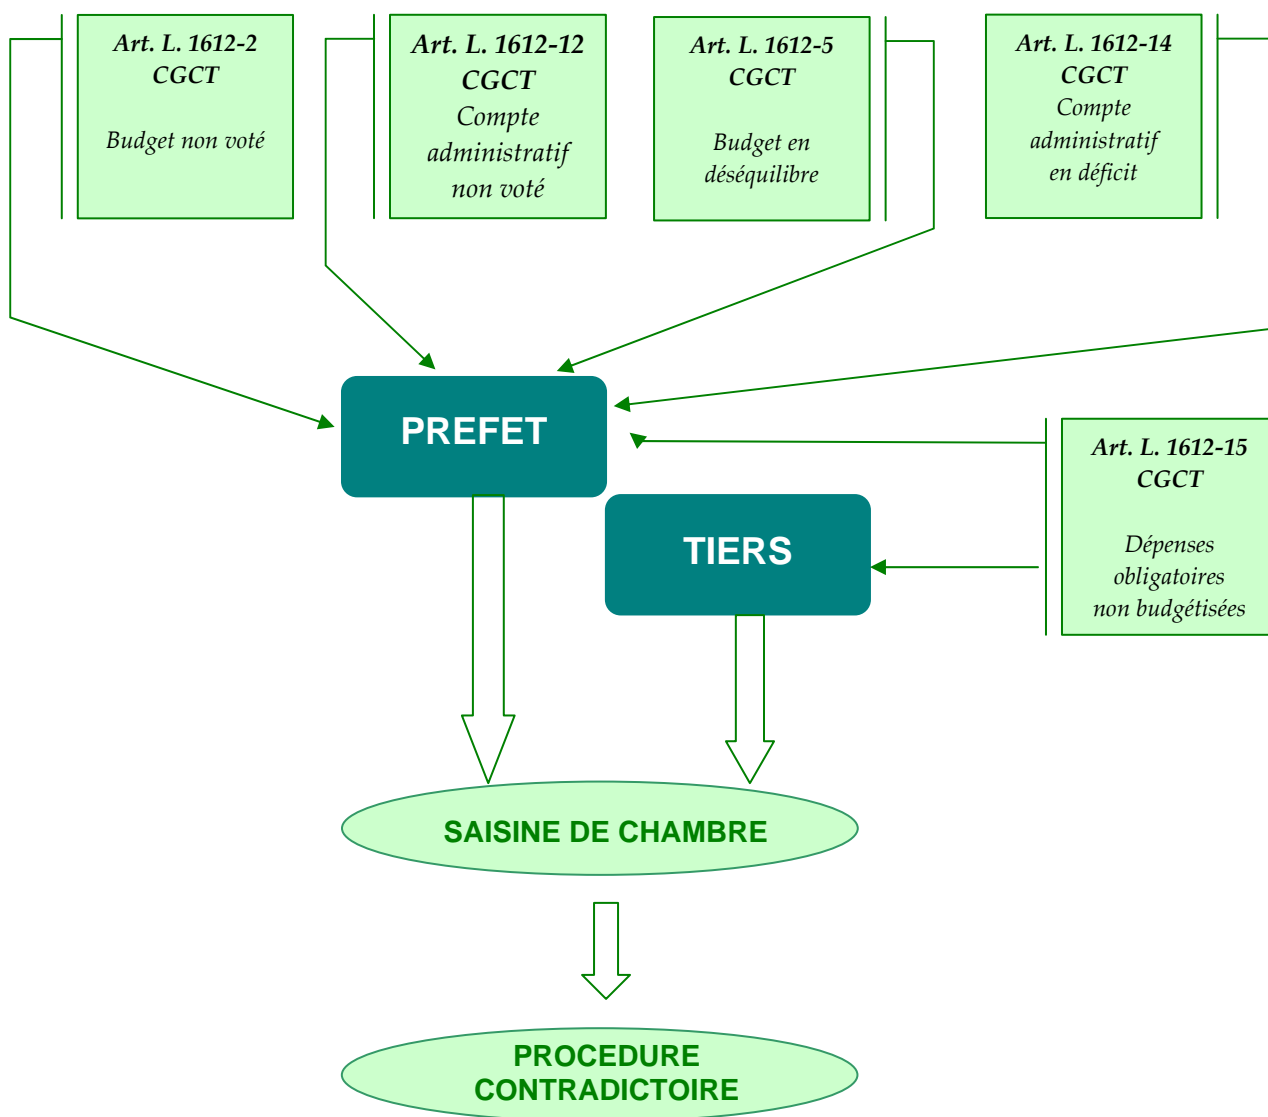 Art. L. 1612-2
CGCT
Budget non voté
Art. L. 1612-12
CGCT
Compte
administratif
non voté
Art. L. 1612-5
CGCT
Budget en
déséquilibre
Art. L. 1612-14
CGCT
Compte
administratif
en déficit
PREFET
TIERS
Art. L. 1612-15
CGCT
Dépenses
obligatoires
non budgétisées
SAISINE DE CHAMBRE
PROCEDURE
CONTRADICTOIRE